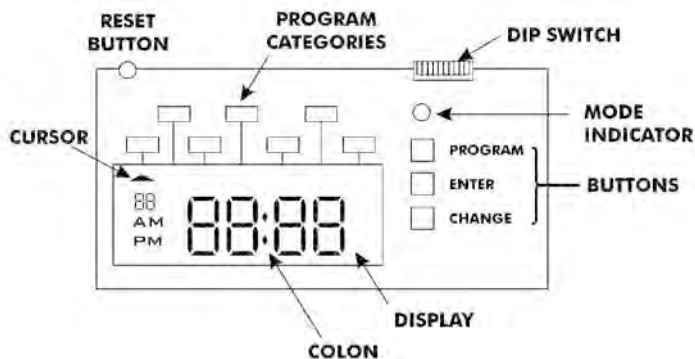 RESET
BUTTON
PROGRAM
CATEGORIES
DIP SWITCH
CURSOR
MODE
INDICATOR
PROGRAM
ENTER
CHANGE
BUTTONS
88
AM
PM
88:88
DISPLAY
COLON